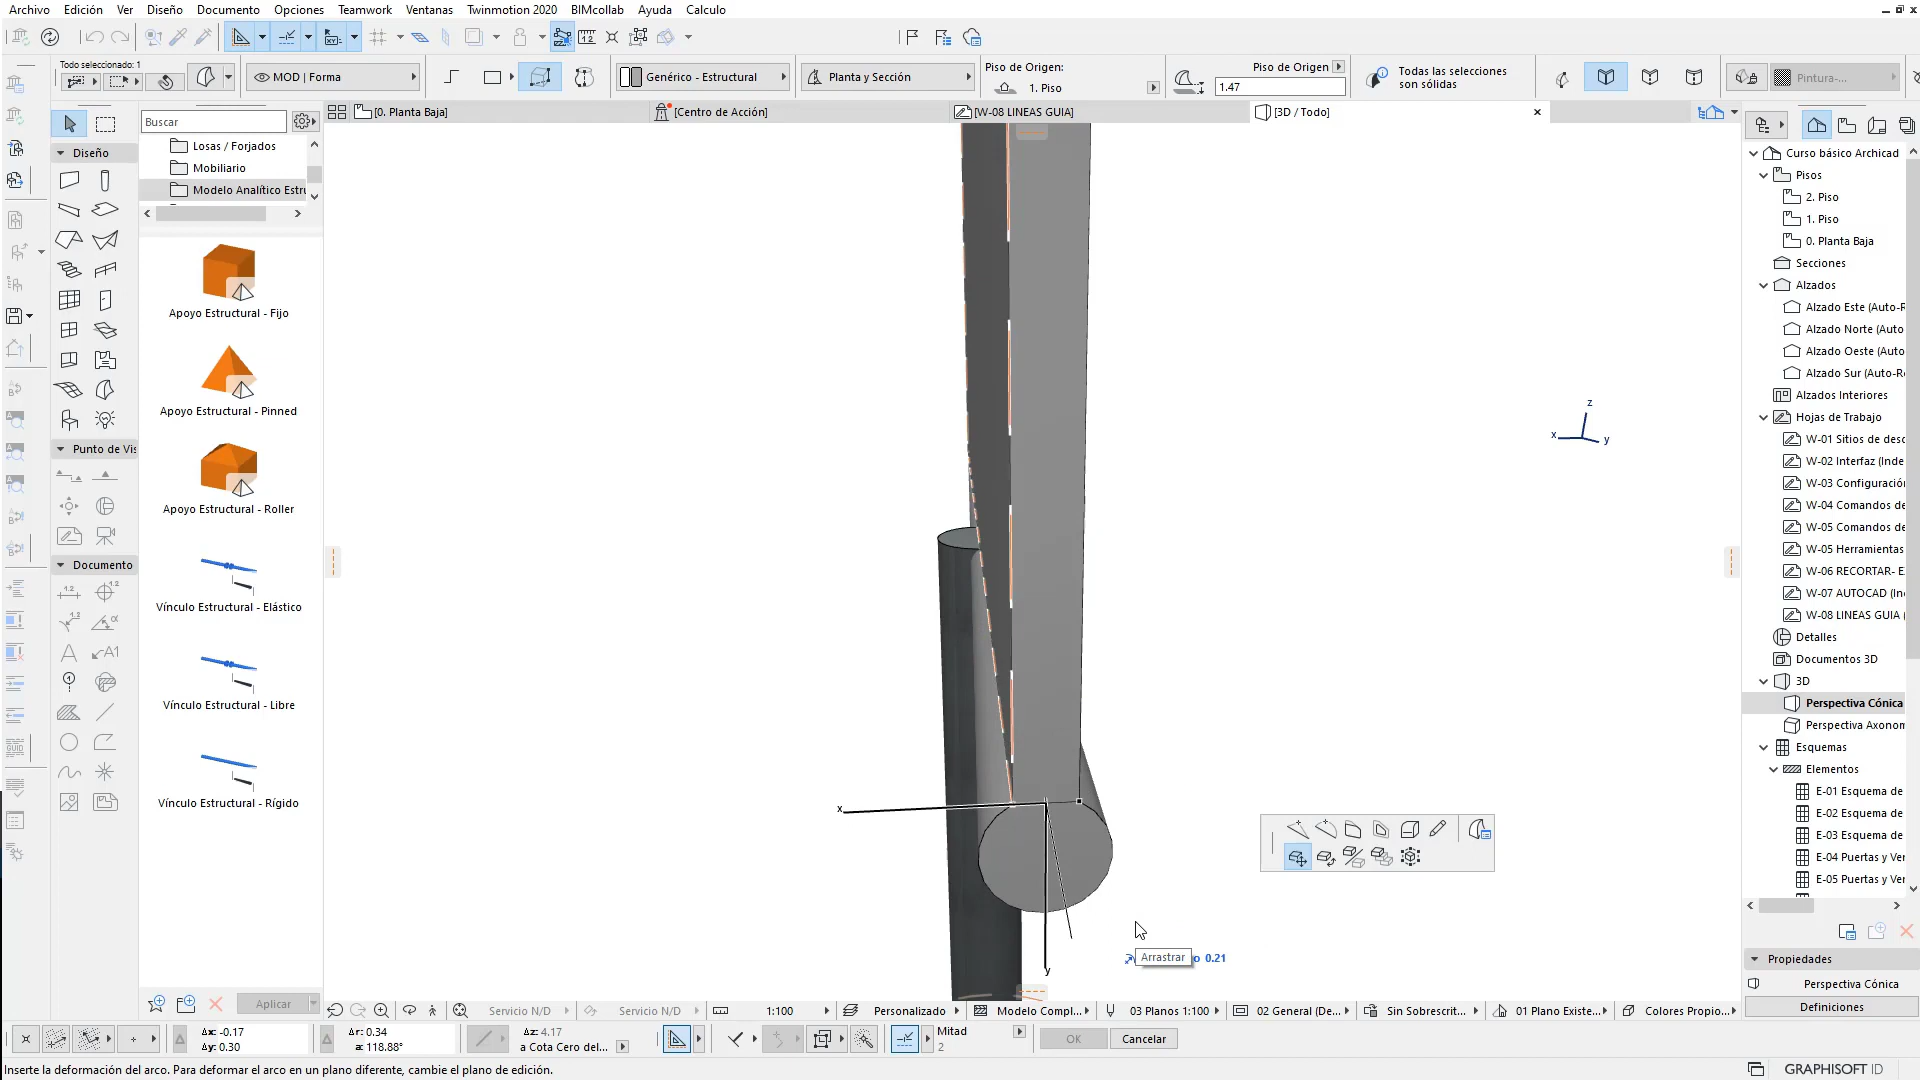 Archivo Edición Ver Diseño Documento Opciones Teamwork Ventanas Twinmotion 2020 BIMcollab Ayuda Calculo
Todo seleccionado: 1
MOD | Forma
Genérico - Estructural
Planta y Sección
Piso de Origen:
1. Piso
Piso de Origen
1.47
Todas las selecciones
son sólidas
Pintura-...
[0. Planta Baja]
[Centro de Acción]
[W-08 LINEAS GUIA]
[3D / Todo]
Buscar
Losas / Forjados
Mobiliario
Modelo Analítico Estru
Diseño
Punto de Vis
Documento
Apoyo Estructural - Fijo
Apoyo Estructural - Pinned
Apoyo Estructural - Roller
Vínculo Estructural - Elástico
Vínculo Estructural - Libre
Vínculo Estructural - Rígido
Aplicar
x
y
z
x
y
Arrastrar
o 0.21
Curso básico Archicad
Pisos
2. Piso
1. Piso
0. Planta Baja
Secciones
Alzados
Alzado Este (Auto-R
Alzado Norte (Auto
Alzado Oeste (Auto
Alzado Sur (Auto-Re
Alzados Interiores
Hojas de Trabajo
W-01 Sitios de desc
W-02 Interfaz (Inde
W-03 Configuració
W-04 Comandos de
W-05 Comandos de
W-05 Herramientas
W-06 RECORTAR- E
W-07 AUTOCAD (In
W-08 LINEAS GUIA (
Detalles
Documentos 3D
3D
Perspectiva Cónica
Perspectiva Axonom
Esquemas
Elementos
E-01 Esquema de
E-02 Esquema de
E-03 Esquema de
E-04 Puertas y Ver
E-05 Puertas y Ver
Propiedades
Perspectiva Cónica
Definiciones
Servicio N/D
Servicio N/D
1:100
Personalizado
Modelo Compl...
03 Planos 1:100
02 General (De...
Sin Sobrescrit...
01 Plano Existe...
Colores Propio...
Δx: -0.17
Δy: 0.30
Δr: 0.34
a: 118.88°
Δz: 4.17
a Cota Cero del...
Mitad
2
OK
Cancelar
Inserte la deformación del arco. Para deformar el arco en un plano diferente, cambie el plano de edición.
GRAPHISOFT ID